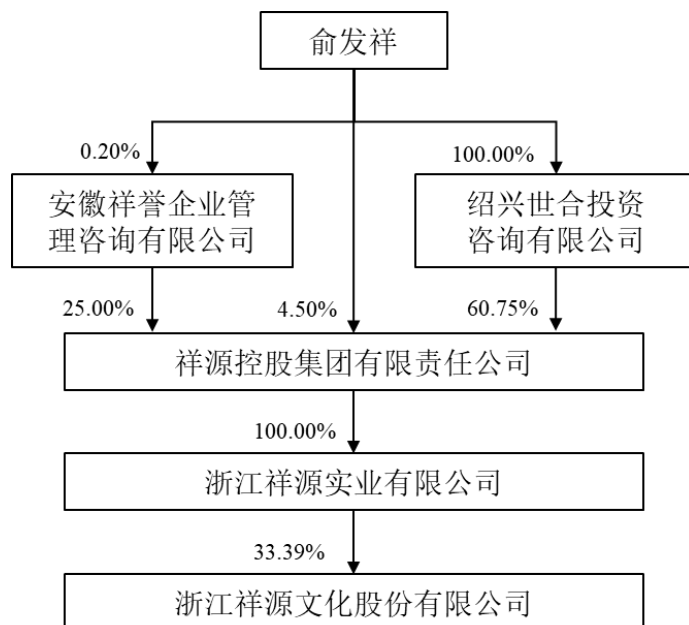 俞发祥
0.20%
100.00%
安徽祥誉企业管
理咨询有限公司
绍兴世合投资
咨询有限公司
25.00%
4.50%
60.75%
祥源控股集团有限责任公司
100.00%
浙江祥源实业有限公司
33.39%
浙江祥源文化股份有限公司